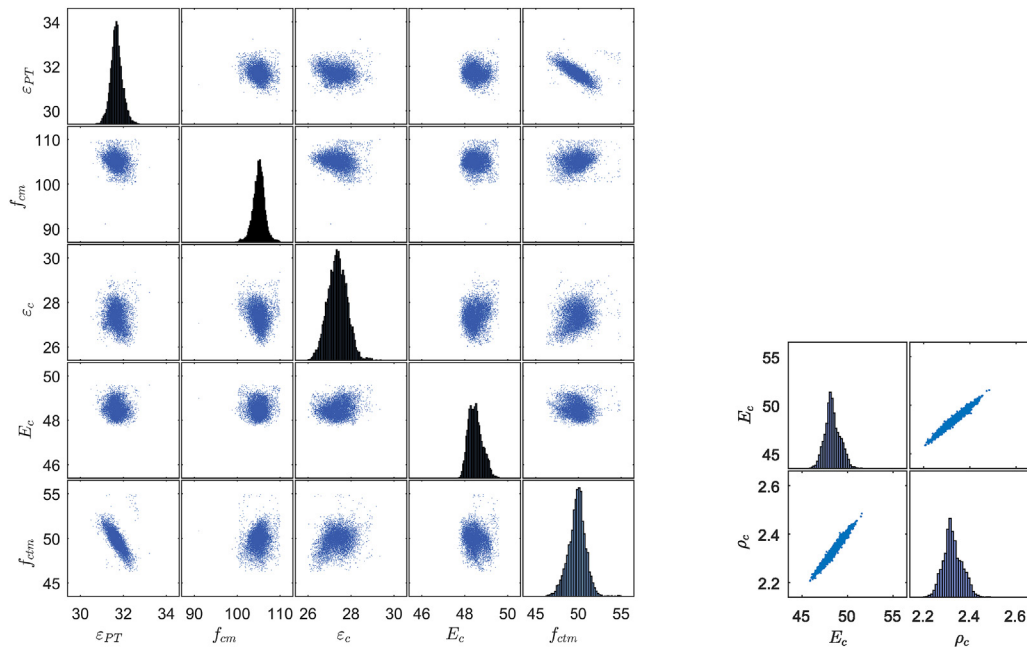 34
32
30
ε_PT
110
100
90
f_cm
30
28
26
ε_c
50
48
46
E_c
55
50
45
f_ctm
30 32 34 90 100 110 26 28 30 46 48 50 45 50 55
ε_PT f_cm ε_c E_c f_ctm
55
50
45
E_c
2.6
2.4
2.2
ρ_c
45 50 55 2.2 2.4 2.6
E_c ρ_c